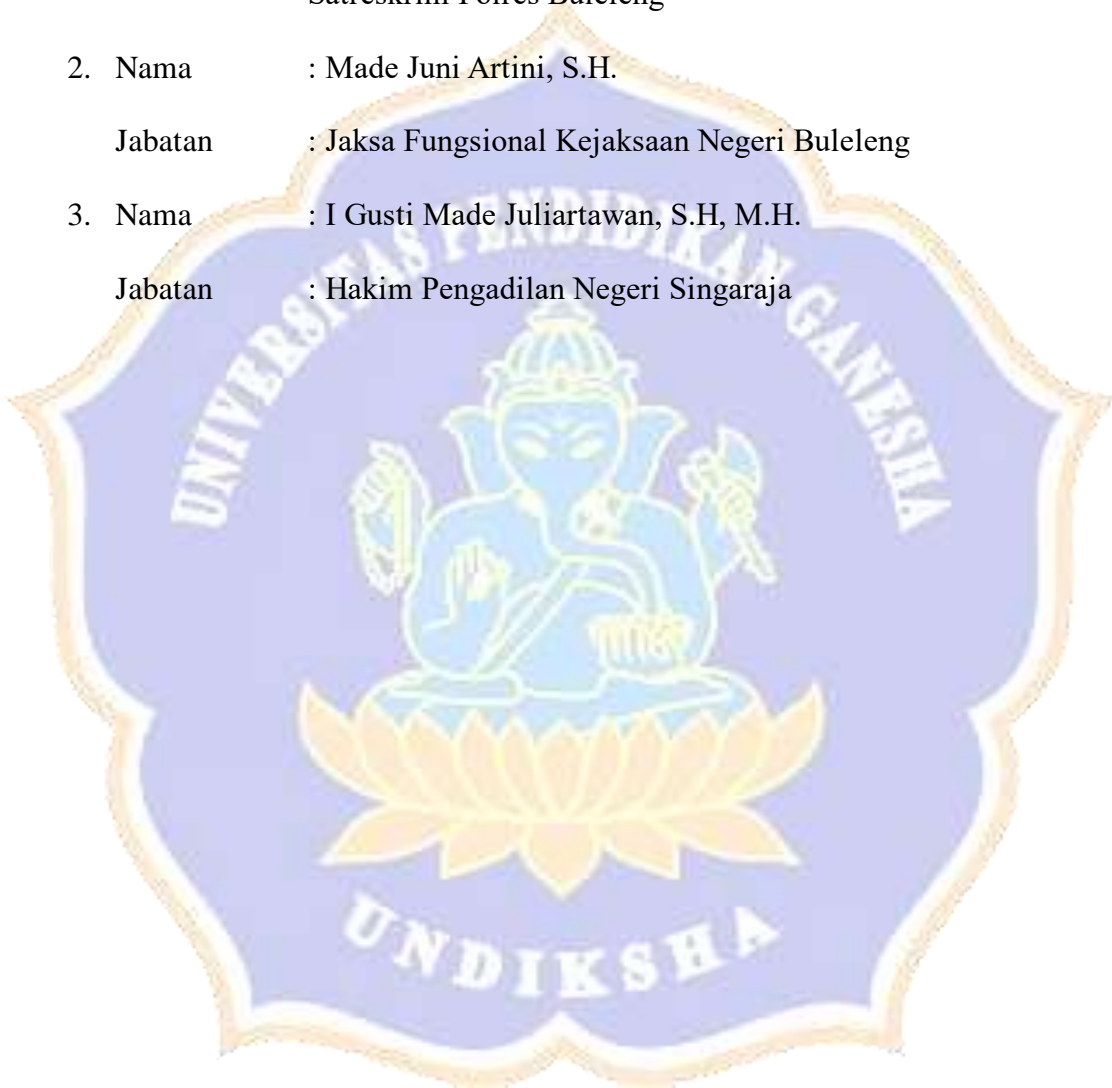 Satreskrim Polres Buleleng
2. Nama : Made Juni Artini, S.H.
Jabatan : Jaksa Fungsional Kejaksaan Negeri Buleleng
3. Nama : I Gusti Made Juliartawan, S.H, M.H.
Jabatan : Hakim Pengadilan Negeri Singaraja
UNIVERSITAS PENDIDIKAN GANESHA
UNDIKSHA